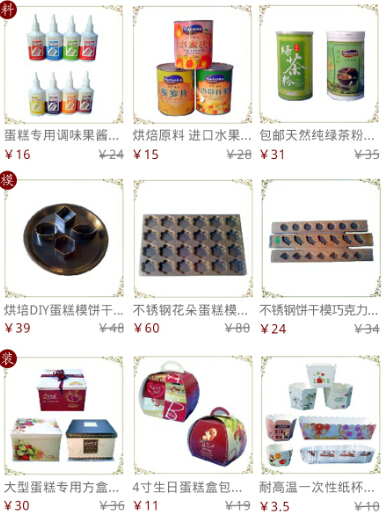 料
绿茶粉
蛋糕专用调味果酱...
烘焙原料 进口水果...
包邮天然纯绿茶粉...
¥16 ¥24
¥15 ¥28
¥31 ¥35
模
烘焙DIY蛋糕模饼干...
不锈钢花朵蛋糕模...
不锈钢饼干模巧克力...
¥39 ¥48
¥60 ¥80
¥24 ¥34
装
大型蛋糕专用方盒...
4寸生日蛋糕盒包...
耐高温一次性纸杯...
¥30 ¥36
¥11 ¥19
¥3.5 ¥10